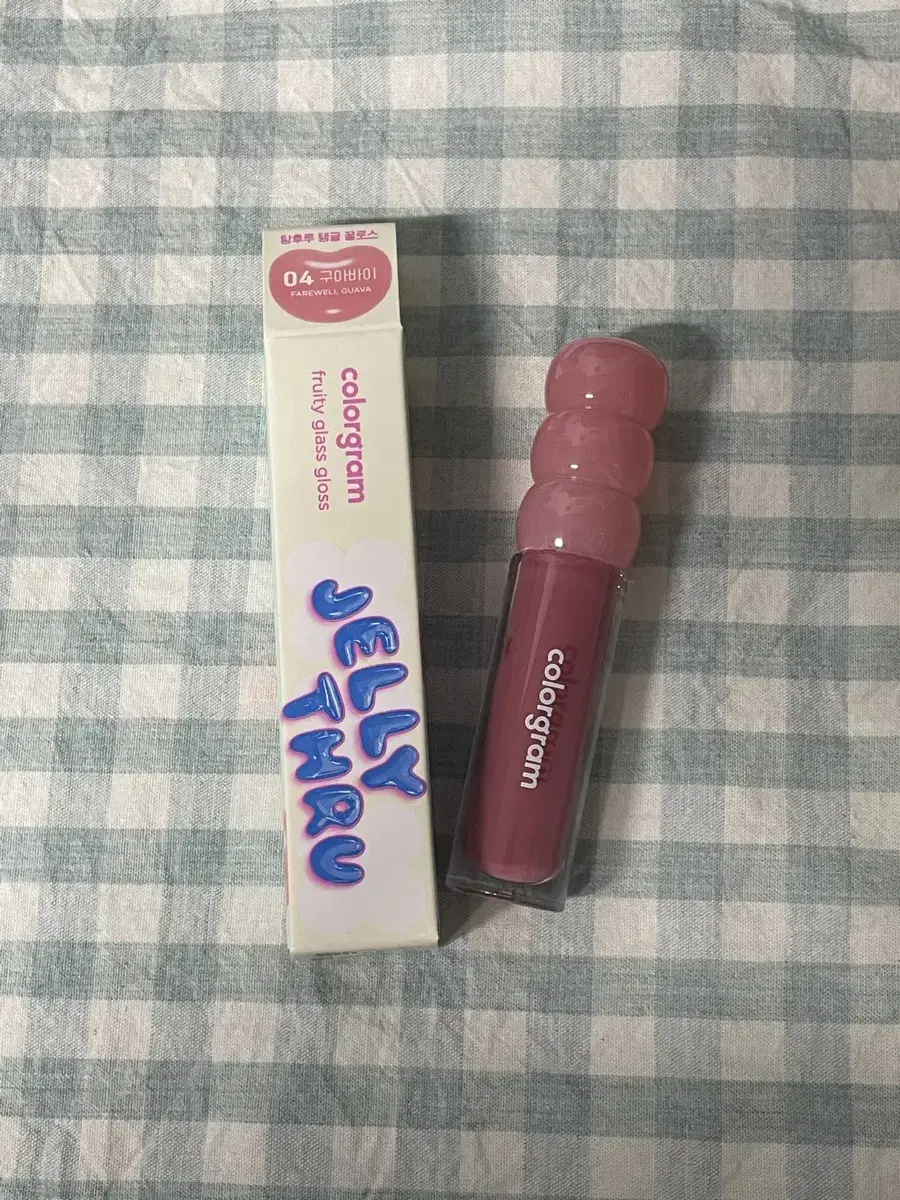 탕후루 탱글 꿀로스
04 구아바이
FAREWELL GUAVA
colorgram
fruity glass gloss
JELLY
THRU
colorgram